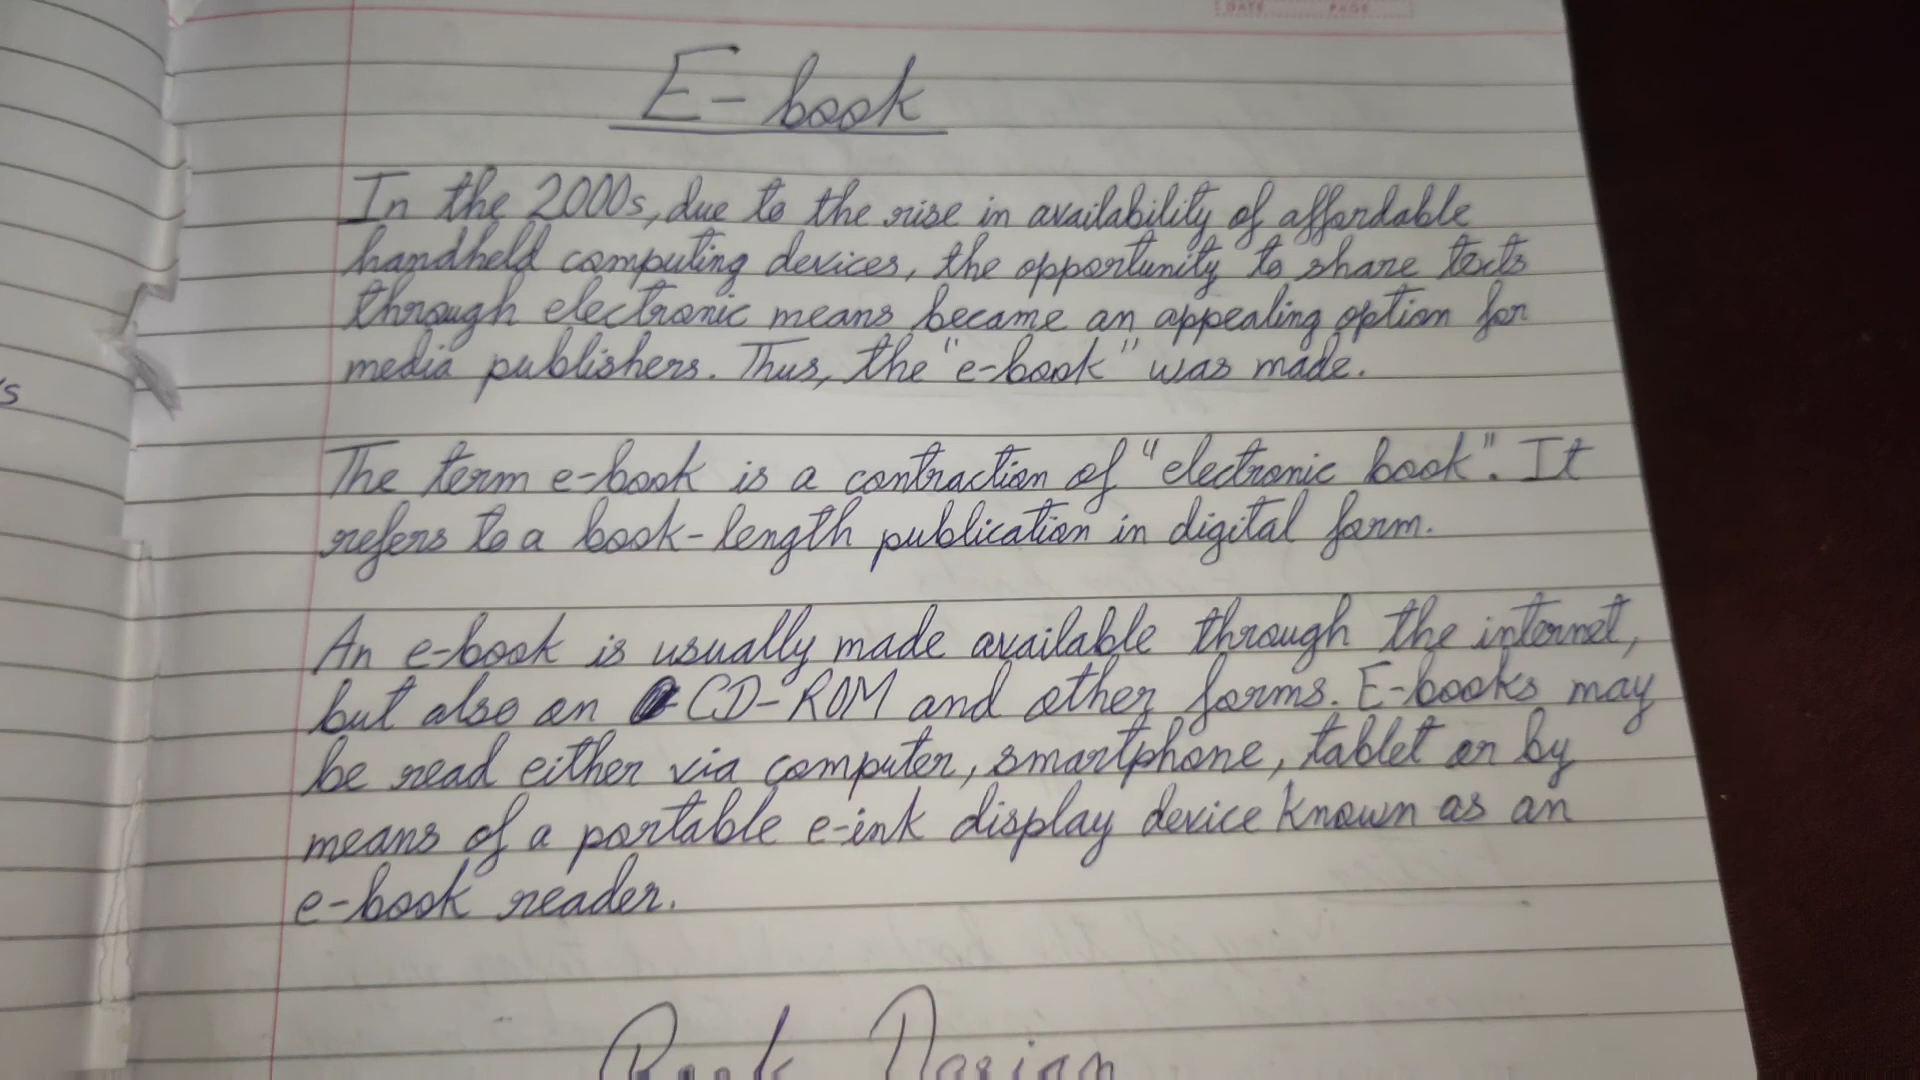 DATE PAGE
E-book
In the 2000s, due to the rise in availability of affordable
handheld computing devices, the opportunity to share texts
through electronic means became an appealing option for
media publishers. Thus, the "e-book" was made.
The term e-book is a contraction of "electronic book". It
refers to a book-length publication in digital form.
An e-book is usually made available through the internet,
but also on CD-ROM and other forms. E-books may
be read either via computer, smartphone, tablet or by
means of a portable e-ink display device known as an
e-book reader.
Book Design